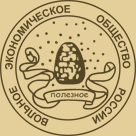 ВОЛЬНОЕ ЭКОНОМИЧЕСКОЕ ОБЩЕСТВО РОССИИ
ПОЛЕЗНОЕ